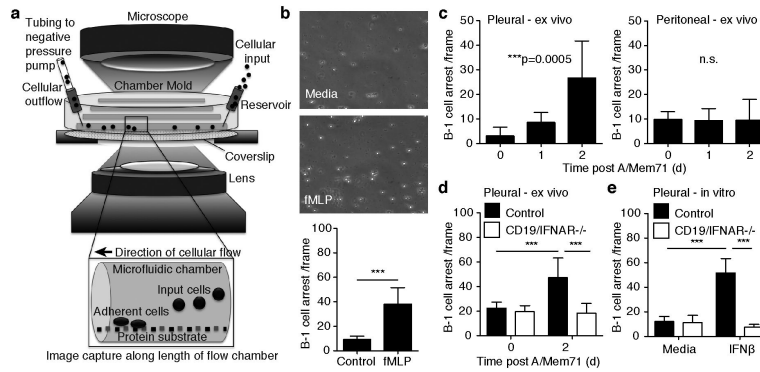 a
Microscope
Tubing to
negative
pressure
pump
Cellular
input
Chamber Mold
Cellular
outflow
Reservoir
Coverslip
Lens
Direction of cellular flow
Microfluidic chamber
Input cells
Adherent cells
Protein substrate
Image capture along length of flow chamber
b
Media
fMLP
B-1 cell arrest /frame
100
80
60
40
20
0
***
Control fMLP
c
Pleural - ex vivo
B-1 cell arrest /frame
50
40
30
20
10
0
***p=0.0005
0 1 2
Peritoneal - ex vivo
B-1 cell arrest /frame
50
40
30
20
10
0
n.s.
0 1 2
Time post A/Mem71 (d)
d
Pleural - ex vivo
Control
CD19/IFNAR-/-
B-1 cell arrest /frame
100
80
60
40
20
0
*** ***
0 2
Time post A/Mem71 (d)
e
Pleural - in vitro
Control
CD19/IFNAR-/-
B-1 cell arrest /frame
100
80
60
40
20
0
*** ***
Media IFNβ